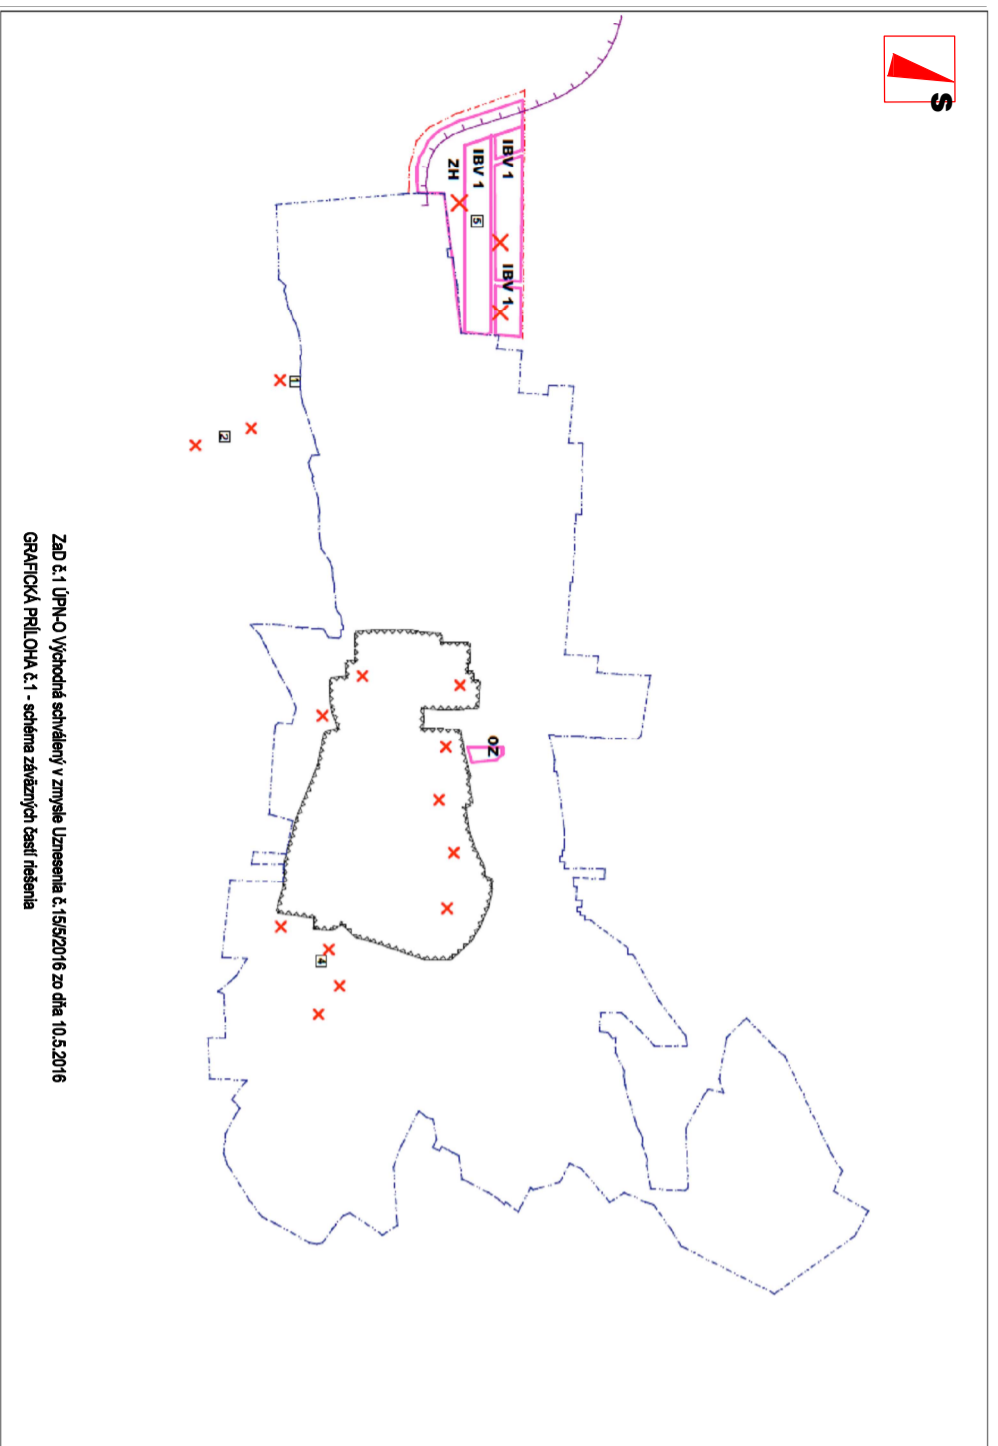 S
IBV 1
IBV 1
ZH
5
IBV 1
1
2
OZ
4
ZaD č.1 ÚPN-O Východná schválený v zmysle Uznesenia č.15/5/2016 zo dňa 10.5.2016
GRAFICKÁ PRÍLOHA č.1 - schéma záväzných častí riešenia